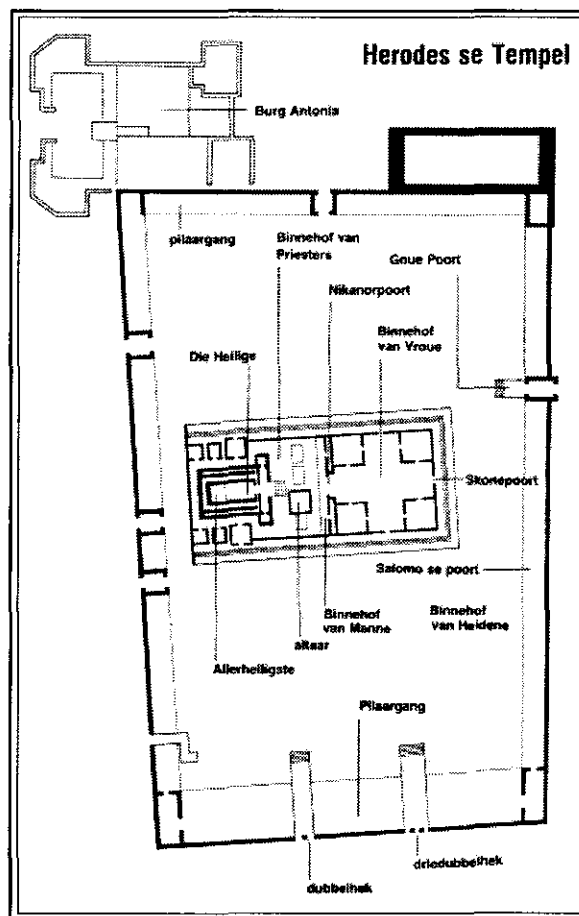 Herodes se Tempel
Burg Antonia
pilaargang
Binnehof van
Priesters
Goue Poort
Nikanorpoort
Binnehof
van Vroue
Die Heilige
Skonepoort
Salomo se poort
Binnehof
van Manne
Binnehof
van Heidene
altaar
Allerheiligste
Pilaargang
driedubbelhek
dubbelhek